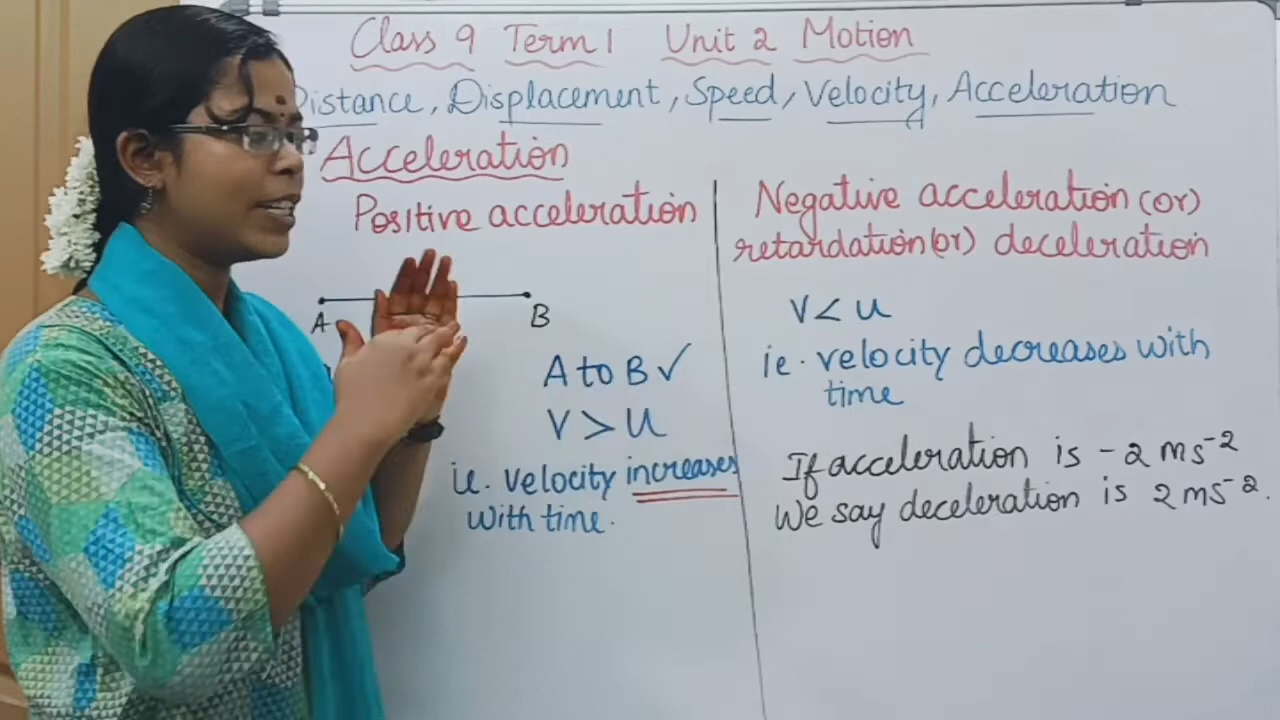 Class 9 Term 1 Unit 2 Motion
Distance, Displacement, Speed, Velocity, Acceleration
Acceleration
Positive acceleration
A B
A to B ✓
V > U
ie. velocity increases
with time.
Negative acceleration (or)
retardation (or) deceleration
V < U
ie. velocity decreases with
time
If acceleration is -2 ms⁻²
We say deceleration is 2 ms⁻².